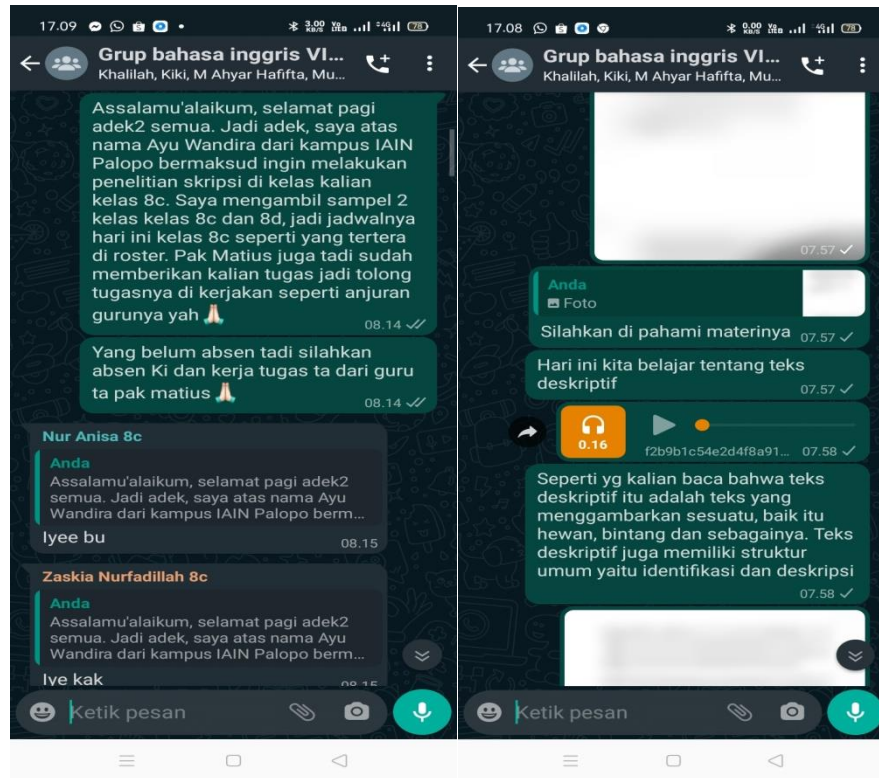 17.09
3.00 KB/S
78
Grup bahasa inggris VI...
Khalilah, Kiki, M Ahyar Hafifta, Mu...
Assalamu'alaikum, selamat pagi
adek2 semua. Jadi adek, saya atas
nama Ayu Wandira dari kampus IAIN
Palopo bermaksud ingin melakukan
penelitian skripsi di kelas kalian
kelas 8c. Saya mengambil sampel 2
kelas kelas 8c dan 8d, jadi jadwalnya
hari ini kelas 8c seperti yang tertera
di roster. Pak Matius juga tadi sudah
memberikan kalian tugas jadi tolong
tugasnya di kerjakan seperti anjuran
gurunya yah 🙏🏻
08.14
Yang belum absen tadi silahkan
absen Ki dan kerja tugas ta dari guru
ta pak matius 🙏🏻
08.14
Nur Anisa 8c
Anda
Assalamu'alaikum, selamat pagi adek2
semua. Jadi adek, saya atas nama Ayu
Wandira dari kampus IAIN Palopo berm...
Iyee bu
08.15
Zaskia Nurfadillah 8c
Anda
Assalamu'alaikum, selamat pagi adek2
semua. Jadi adek, saya atas nama Ayu
Wandira dari kampus IAIN Palopo berm...
Iye kak
08.15
Ketik pesan
17.08
0.00 KB/S
78
Grup bahasa inggris VI...
Khalilah, Kiki, M Ahyar Hafifta, Mu...
07.57
Anda
Foto
Silahkan di pahami materinya
07.57
Hari ini kita belajar tentang teks
deskriptif
07.57
0.16
f2b9b1c54e2d4f8a91...
07.58
Seperti yg kalian baca bahwa teks
deskriptif itu adalah teks yang
menggambarkan sesuatu, baik itu
hewan, bintang dan sebagainya. Teks
deskriptif juga memiliki struktur
umum yaitu identifikasi dan deskripsi
07.58
Ketik pesan